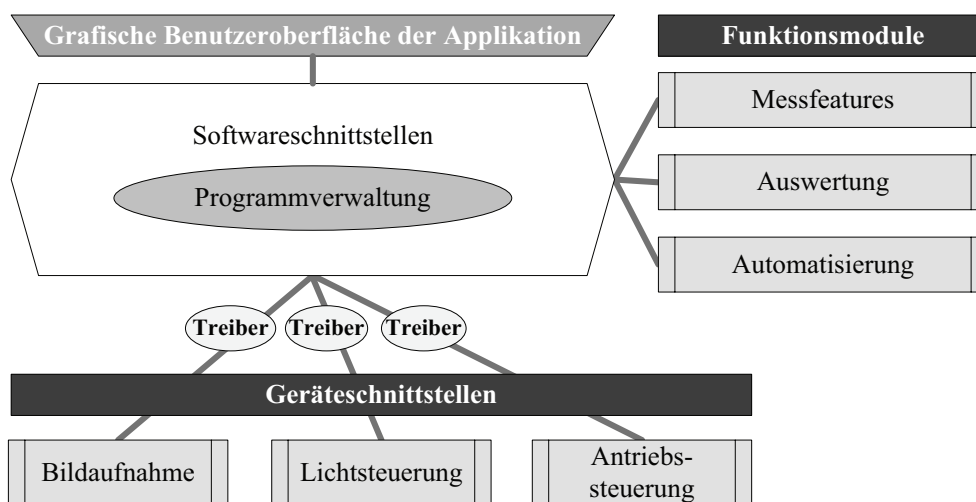 Grafische Benutzeroberfläche der Applikation
Funktionsmodule
Messfeatures
Softwareschnittstellen
Programmverwaltung
Auswertung
Automatisierung
Treiber
Treiber
Treiber
Geräteschnittstellen
Bildaufnahme
Lichtsteuerung
Antriebs-
steuerung